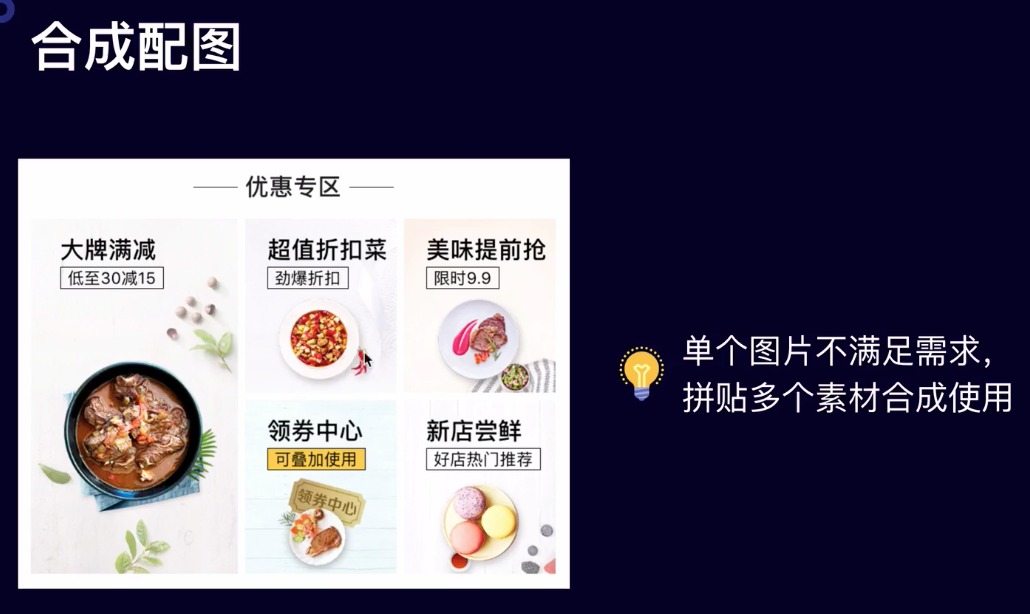 合成配图
优惠专区
大牌满减
低至30减15
超值折扣菜
劲爆折扣
美味提前抢
限时9.9
领券中心
可叠加使用
领券中心
新店尝鲜
好店热门推荐
单个图片不满足需求，
拼贴多个素材合成使用